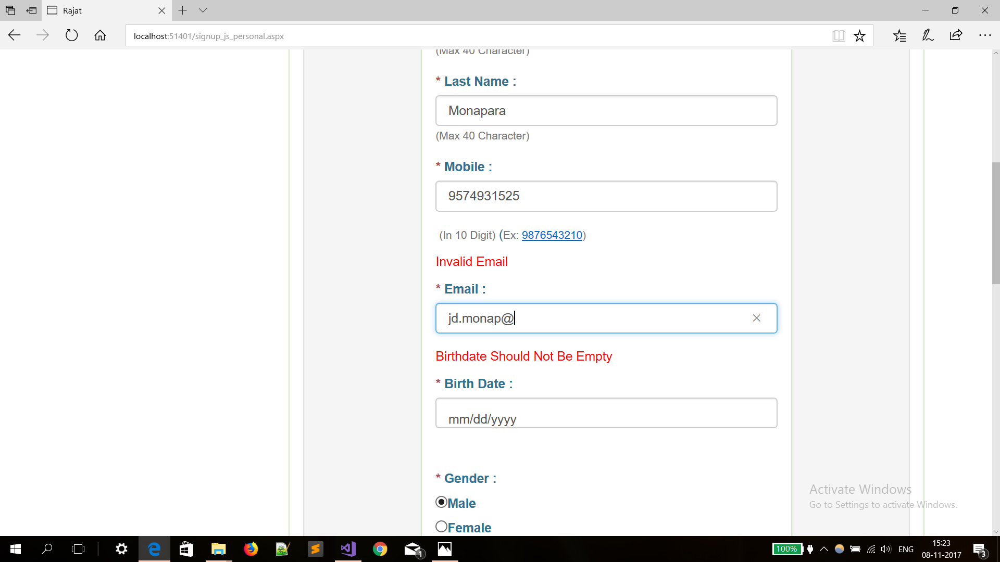 Rajat
localhost:51401/signup_js_personal.aspx
(Max 40 Character)
* Last Name :
Monapara
(Max 40 Character)
* Mobile :
9574931525
(In 10 Digit) (Ex: 9876543210)
Invalid Email
* Email :
jd.monap@
Birthdate Should Not Be Empty
* Birth Date :
mm/dd/yyyy
* Gender :
Male
Female
Activate Windows
Go to Settings to activate Windows.
1
100%
ENG
15:23
08-11-2017
3